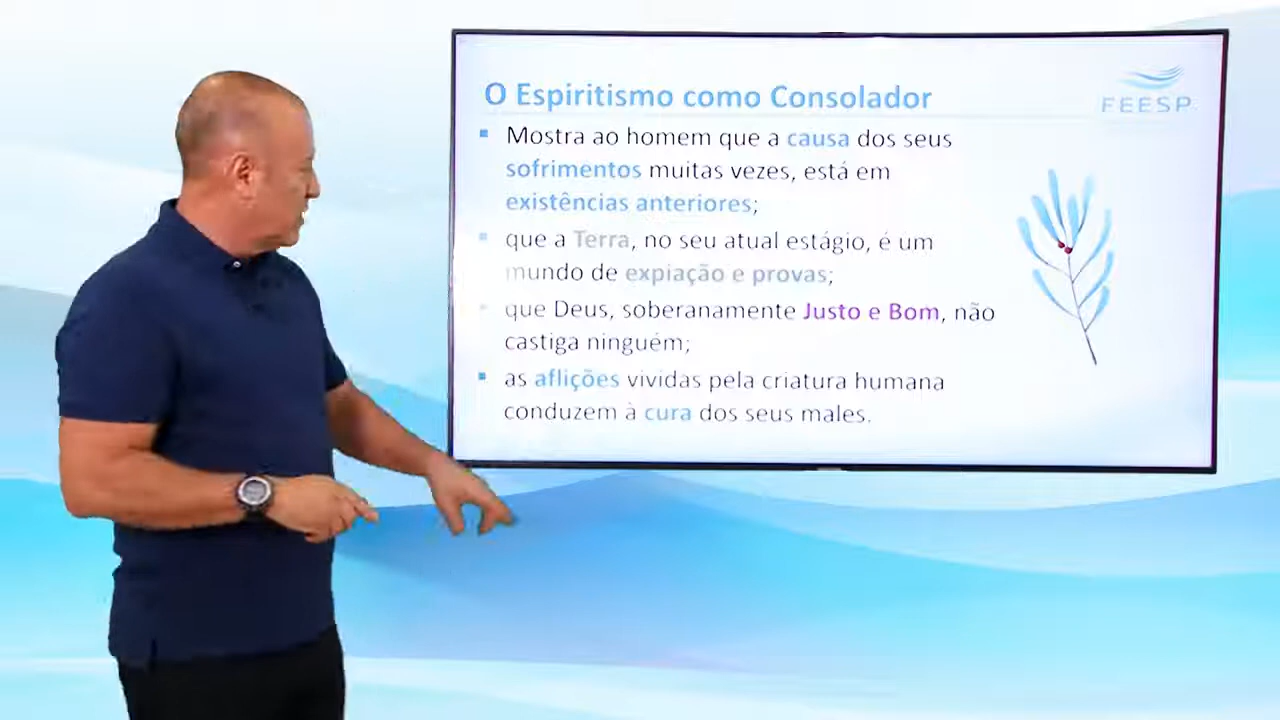 O Espiritismo como Consolador
FEESP
Mostra ao homem que a causa dos seus
sofrimentos muitas vezes, está em
existências anteriores;
que a Terra, no seu atual estágio, é um
mundo de expiação e provas;
que Deus, soberanamente Justo e Bom, não
castiga ninguém;
as aflições vividas pela criatura humana
conduzem à cura dos seus males.